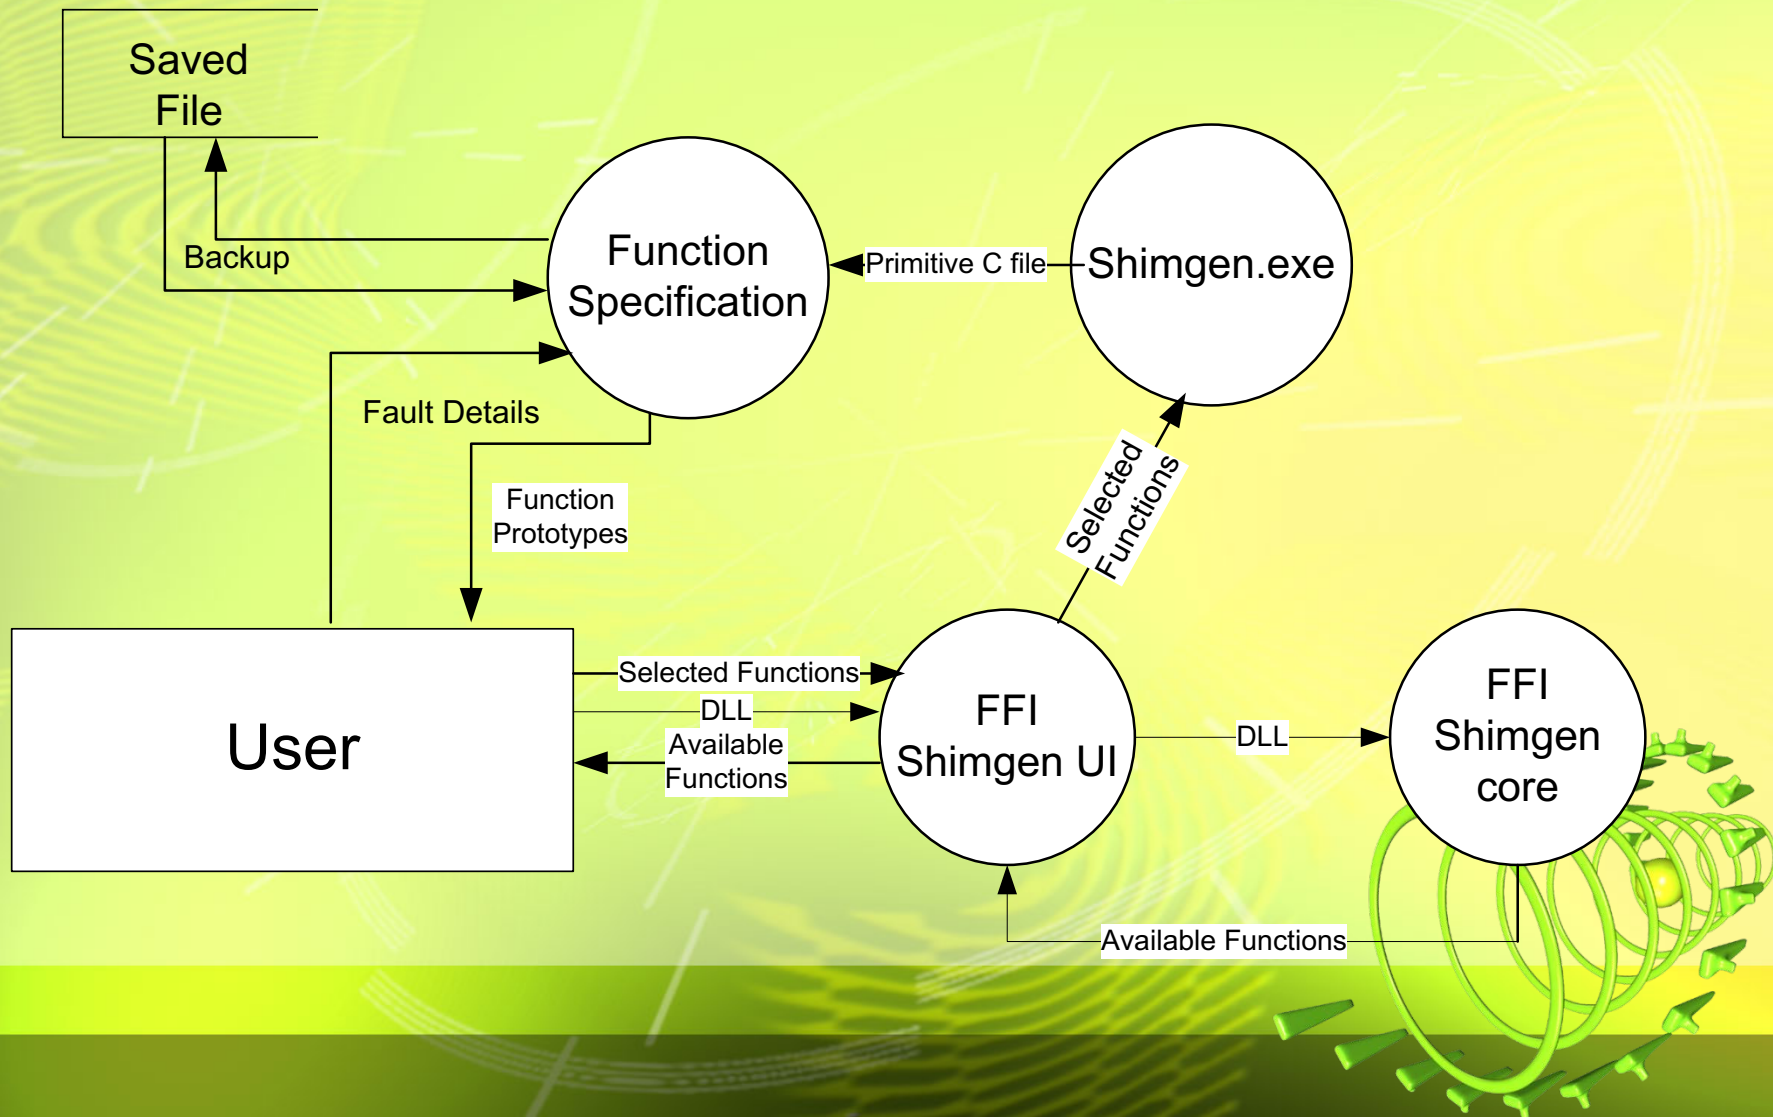 Saved
File
Backup
Function
Specification
Primitive C file
Shimgen.exe
Fault Details
Function
Prototypes
Selected
Functions
User
Selected Functions
DLL
Available
Functions
FFI
Shimgen UI
DLL
FFI
Shimgen
core
Available Functions